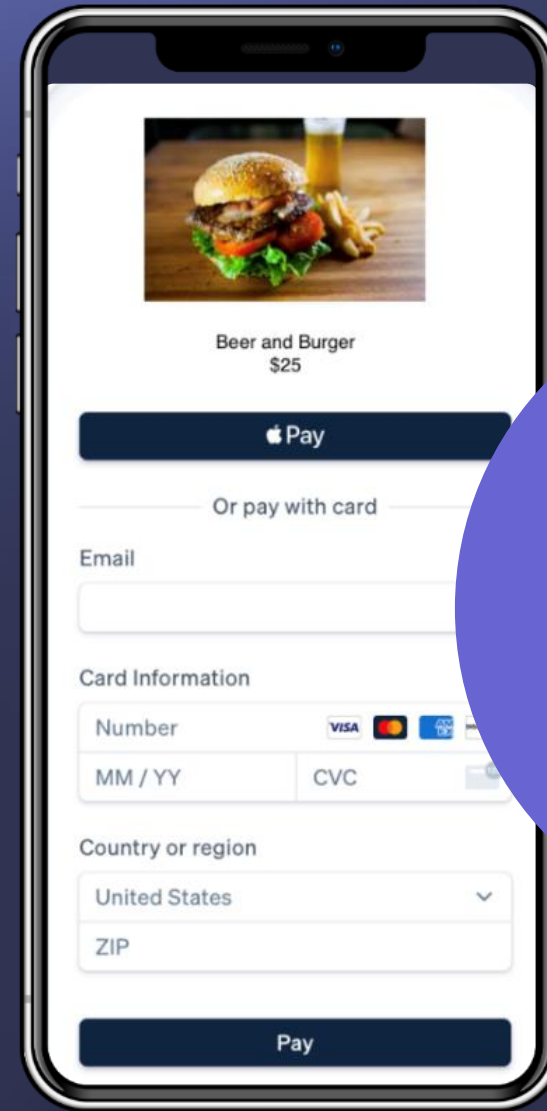 Beer and Burger
$25
Pay
Or pay with card
Email
Card Information
Number VISA
MM / YY CVC
Country or region
United States
ZIP
Pay